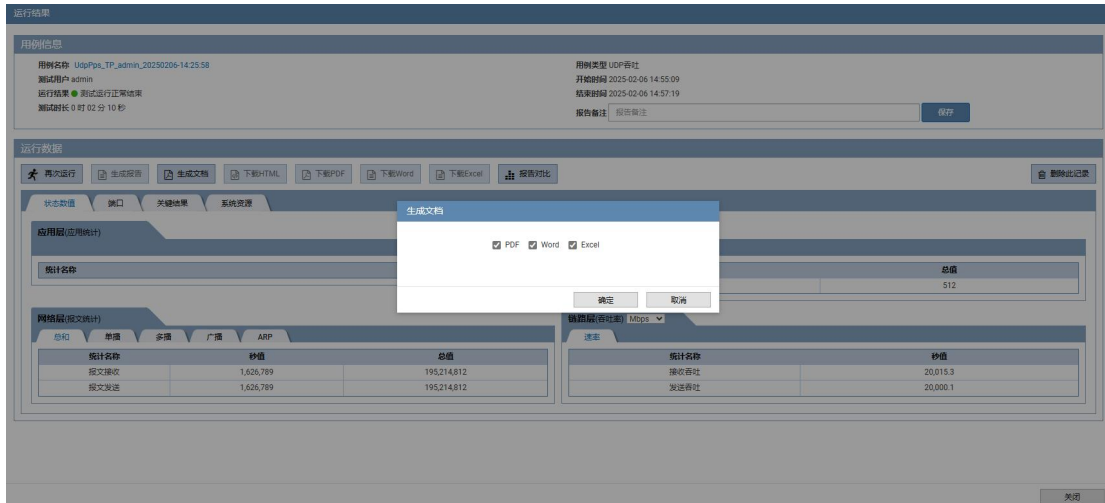 运行结果
用例信息
用例名称 UdpPps_TP_admin_20250206-14:25:58
用例类型 UDP吞吐
测试用户 admin
开始时间 2025-02-06 14:55:09
运行结果 测试运行正常结束
结束时间 2025-02-06 14:57:19
测试时长 0 时 02 分 10 秒
报告备注 报告备注 保存
运行数据
再次运行 生成报告 生成文档 下载HTML 下载PDF 下载Word 下载Excel 报告对比 删除此记录
状态数值 端口 关键结果 系统资源
生成文档
PDF Word Excel
确定 取消
应用层(应用统计)
统计名称 总值
512
网络层(报文统计)
总和 单播 多播 广播 ARP
统计名称 秒值 总值
报文接收 1,626,789 195,214,812
报文发送 1,626,789 195,214,812
链路层(吞吐率) Mbps
速率
统计名称 秒值
接收吞吐 20,015.3
发送吞吐 20,000.1
关闭